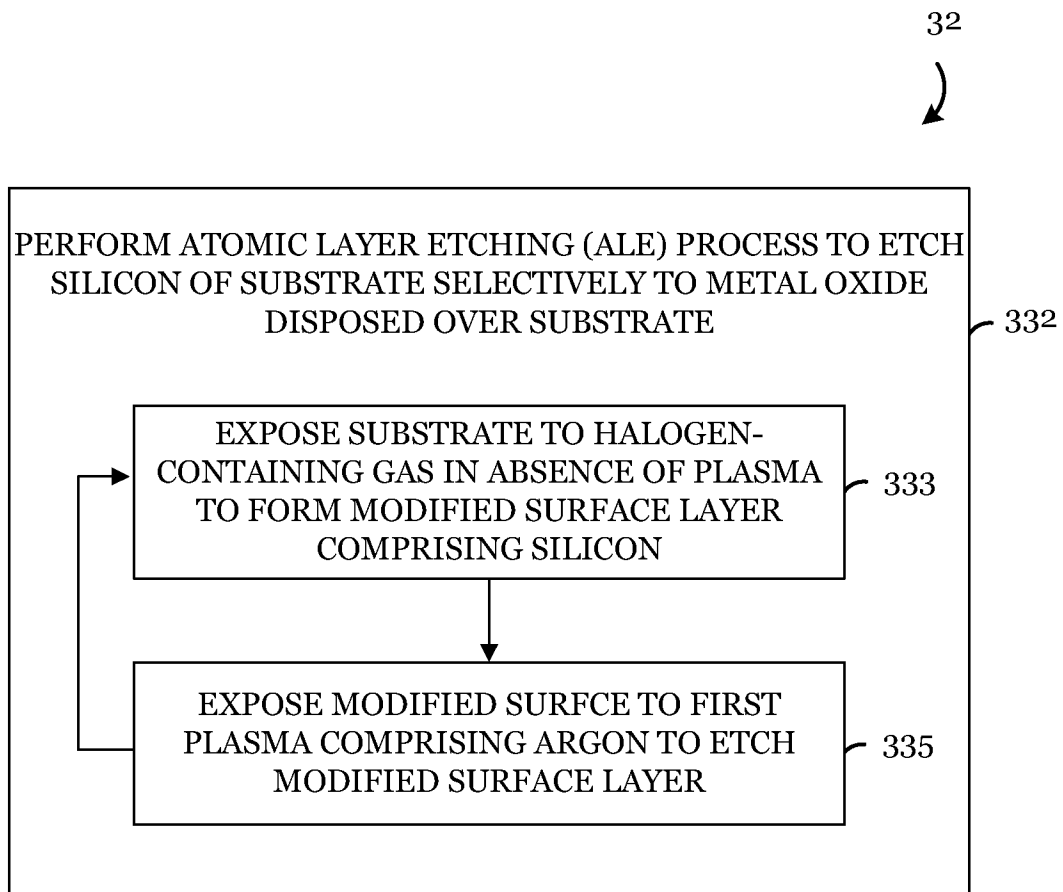 32
PERFORM ATOMIC LAYER ETCHING (ALE) PROCESS TO ETCH
SILICON OF SUBSTRATE SELECTIVELY TO METAL OXIDE
DISPOSED OVER SUBSTRATE
332
EXPOSE SUBSTRATE TO HALOGEN-
CONTAINING GAS IN ABSENCE OF PLASMA
TO FORM MODIFIED SURFACE LAYER
COMPRISING SILICON
333
EXPOSE MODIFIED SURFCE TO FIRST
PLASMA COMPRISING ARGON TO ETCH
MODIFIED SURFACE LAYER
335